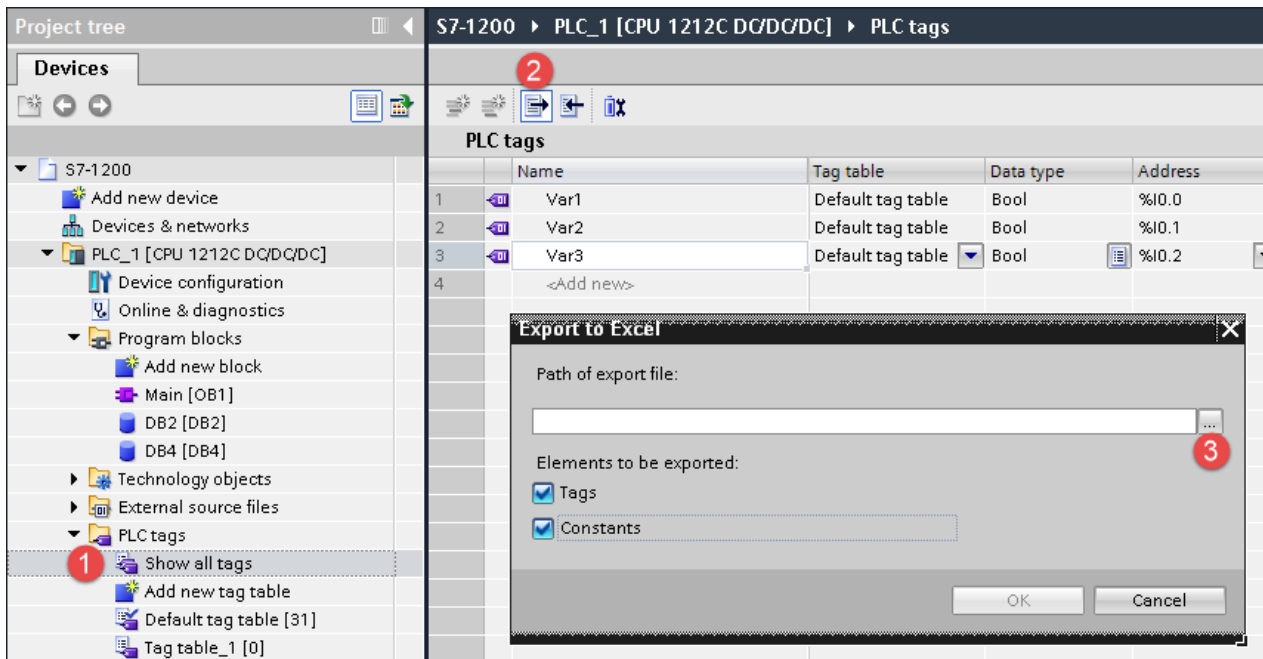 Project tree
Devices
S7-1200
Add new device
Devices & networks
PLC_1 [CPU 1212C DC/DC/DC]
Device configuration
Online & diagnostics
Program blocks
Add new block
Main [OB1]
DB2 [DB2]
DB4 [DB4]
Technology objects
External source files
PLC tags
1
Show all tags
Add new tag table
Default tag table [31]
Tag table_1 [0]
S7-1200 PLC_1 [CPU 1212C DC/DC/DC] PLC tags
2
PLC tags
Name Tag table Data type Address
1 Var1 Default tag table Bool %I0.0
2 Var2 Default tag table Bool %I0.1
3 Var3 Default tag table Bool %I0.2
4 <Add new>
Export to Excel
Path of export file:
...
3
Elements to be exported:
Tags
Constants
OK Cancel